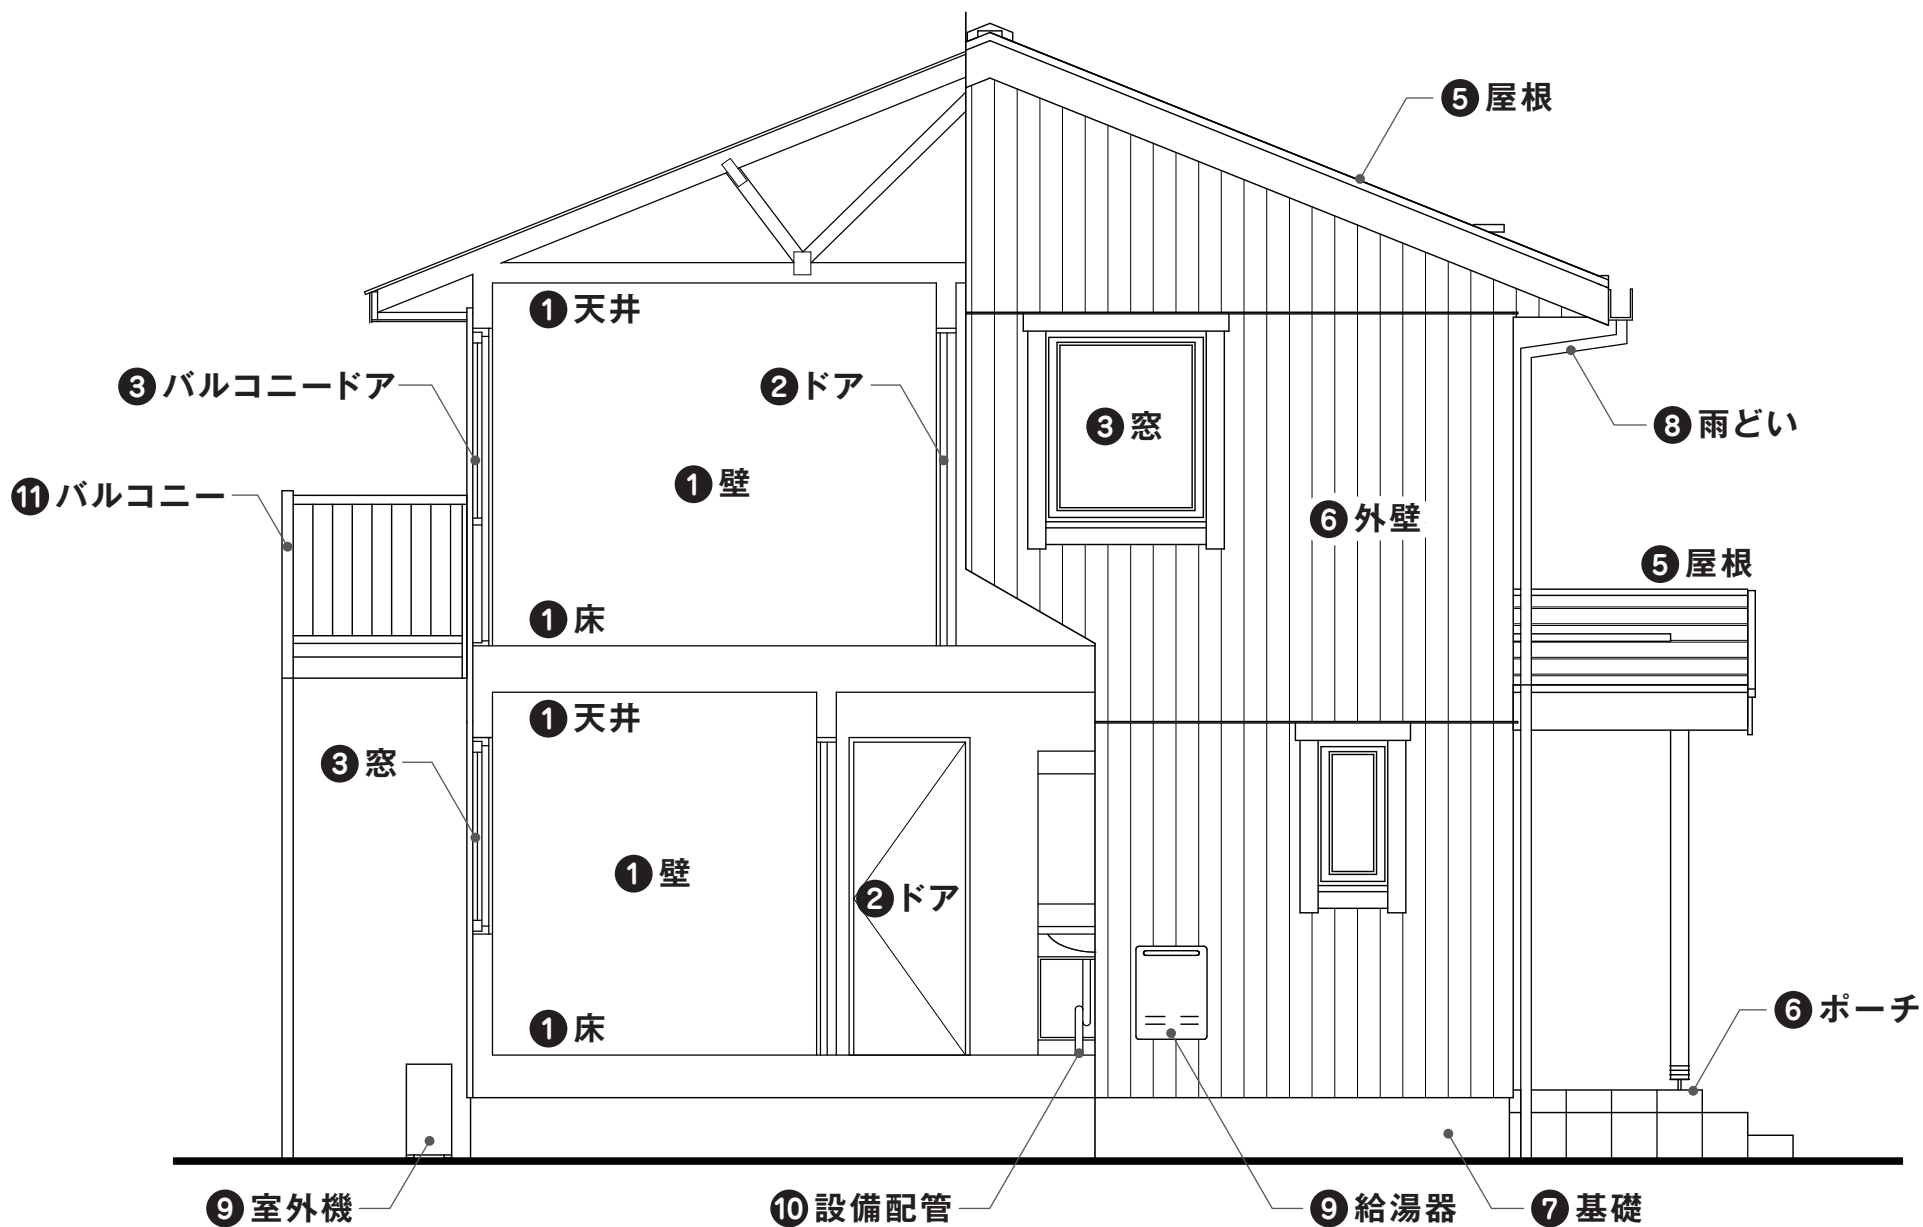 ❺屋根
❶天井
❸バルコニードア
❷ドア
❸窓
❽雨どい
⓫バルコニー
❶壁
❻外壁
❺屋根
❶床
❶天井
❸窓
❶壁
❷ドア
❻ポーチ
❶床
❾室外機
❿設備配管
❾給湯器
❼基礎